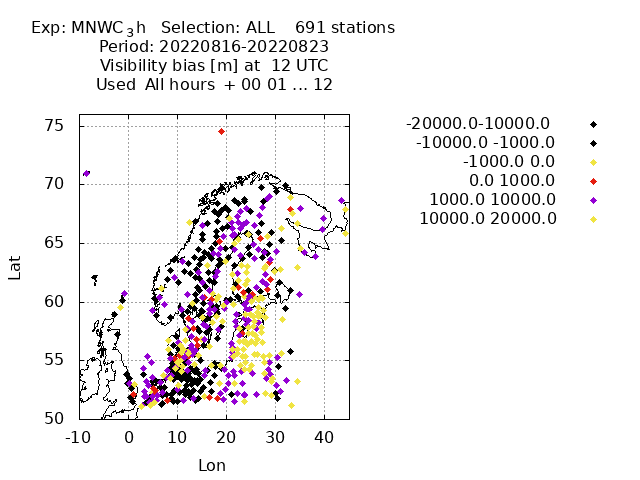 Exp: MNWC_3h   Selection: ALL    691 stations
Period: 20220816-20220823
Visibility bias [m] at  12 UTC
Used  All hours  + 00 01 ... 12
-20000.0-10000.0
-10000.0 -1000.0
-1000.0 0.0
0.0 1000.0
1000.0 10000.0
10000.0 20000.0
75
70
65
60
55
50
Lat
-10 0 10 20 30 40
Lon